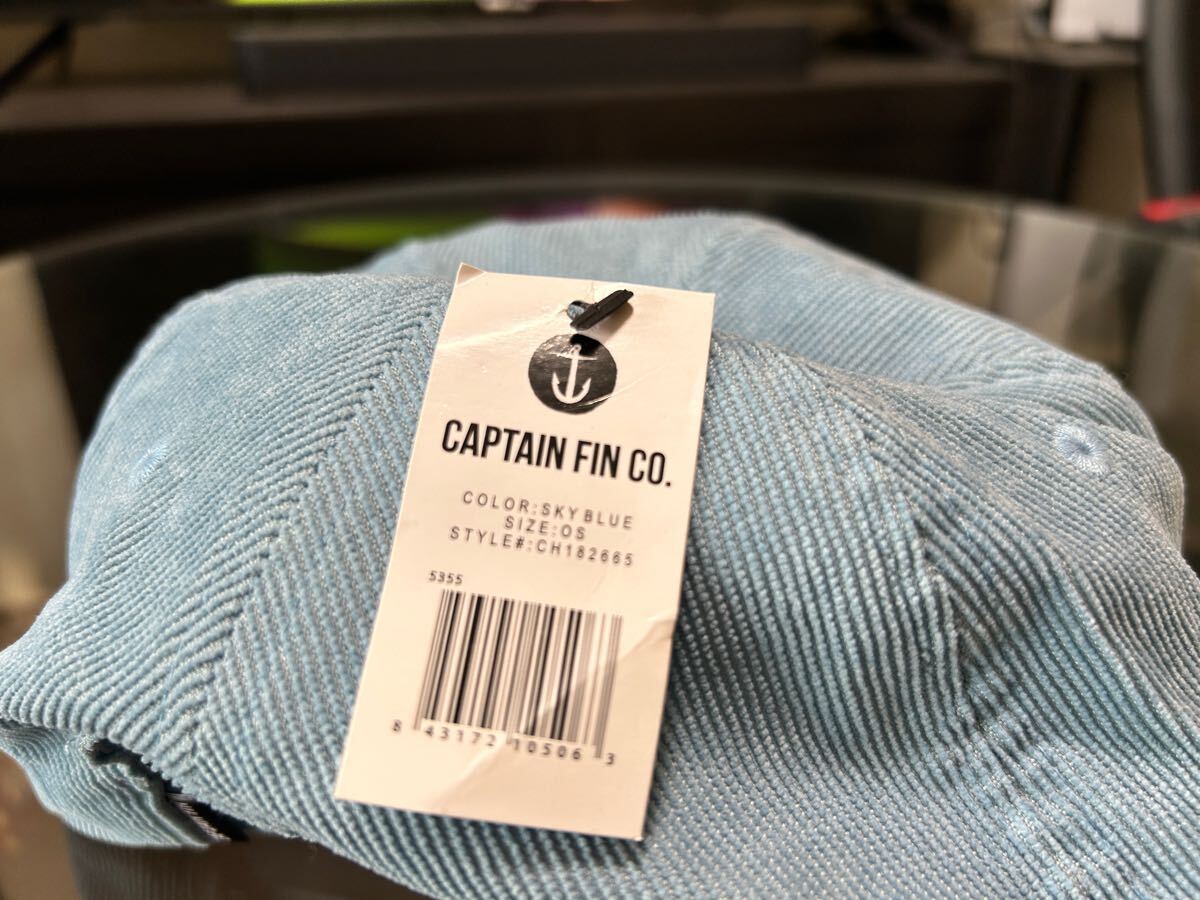 CAPTAIN FIN CO.
COLOR:SKY BLUE
SIZE:OS
STYLE#:CH182665
5355
8 43172 10506 3